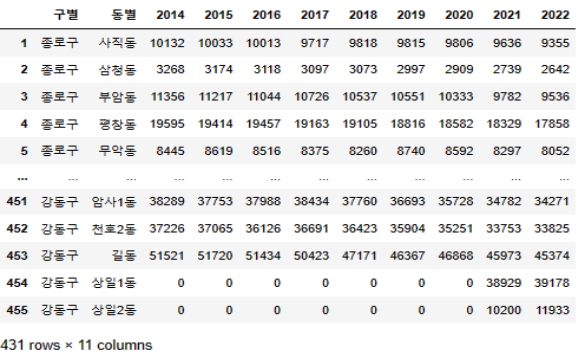 구별 동별 2014 2015 2016 2017 2018 2019 2020 2021 2022
1 종로구 사직동 10132 10033 10013 9717 9818 9815 9806 9636 9355
2 종로구 삼청동 3268 3174 3118 3097 3073 2997 2909 2739 2642
3 종로구 부암동 11356 11217 11044 10726 10537 10551 10333 9782 9536
4 종로구 평창동 19595 19414 19457 19163 19105 18816 18582 18329 17858
5 종로구 무악동 8445 8619 8516 8375 8260 8740 8592 8297 8052
... ... ... ... ... ... ... ... ... ... ... ...
451 강동구 암사1동 38289 37753 37988 38434 37760 36693 35728 34782 34271
452 강동구 천호2동 37226 37065 36126 36691 36423 35904 35251 33753 33825
453 강동구 길동 51521 51720 51434 50423 47171 46367 46868 45973 45374
454 강동구 상일1동 0 0 0 0 0 0 0 38929 39178
455 강동구 상일2동 0 0 0 0 0 0 0 10200 11933
431 rows × 11 columns